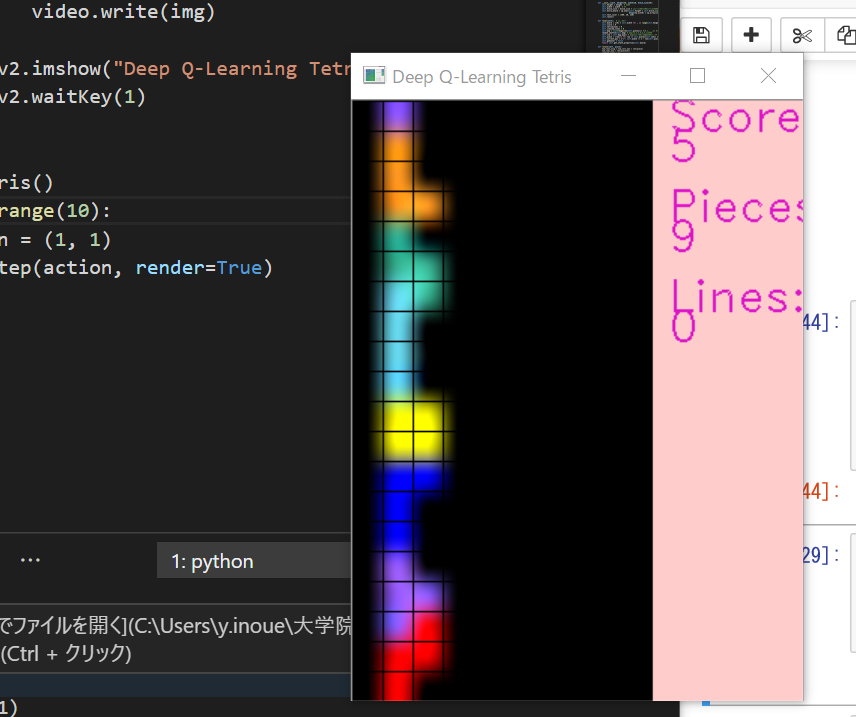 video.write(img)
v2.imshow("Deep Q-Learning Tetr
v2.waitKey(1)
ris()
range(10):
n = (1, 1)
tep(action, render=True)
Deep Q-Learning Tetris
Score
5
Pieces
9
Lines:
0
44]:
44]:
29]:
...
1: python
でファイルを開く](C:\Users\y.inoue\大学院
(Ctrl + クリック)
1)